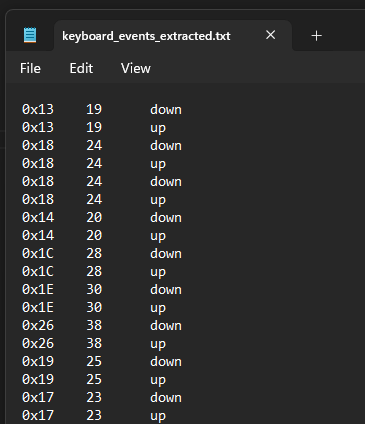 keyboard_events_extracted.txt
File Edit View
0x13 19 down
0x13 19 up
0x18 24 down
0x18 24 up
0x18 24 down
0x18 24 up
0x14 20 down
0x14 20 up
0x1C 28 down
0x1C 28 up
0x1E 30 down
0x1E 30 up
0x26 38 down
0x26 38 up
0x19 25 down
0x19 25 up
0x17 23 down
0x17 23 up